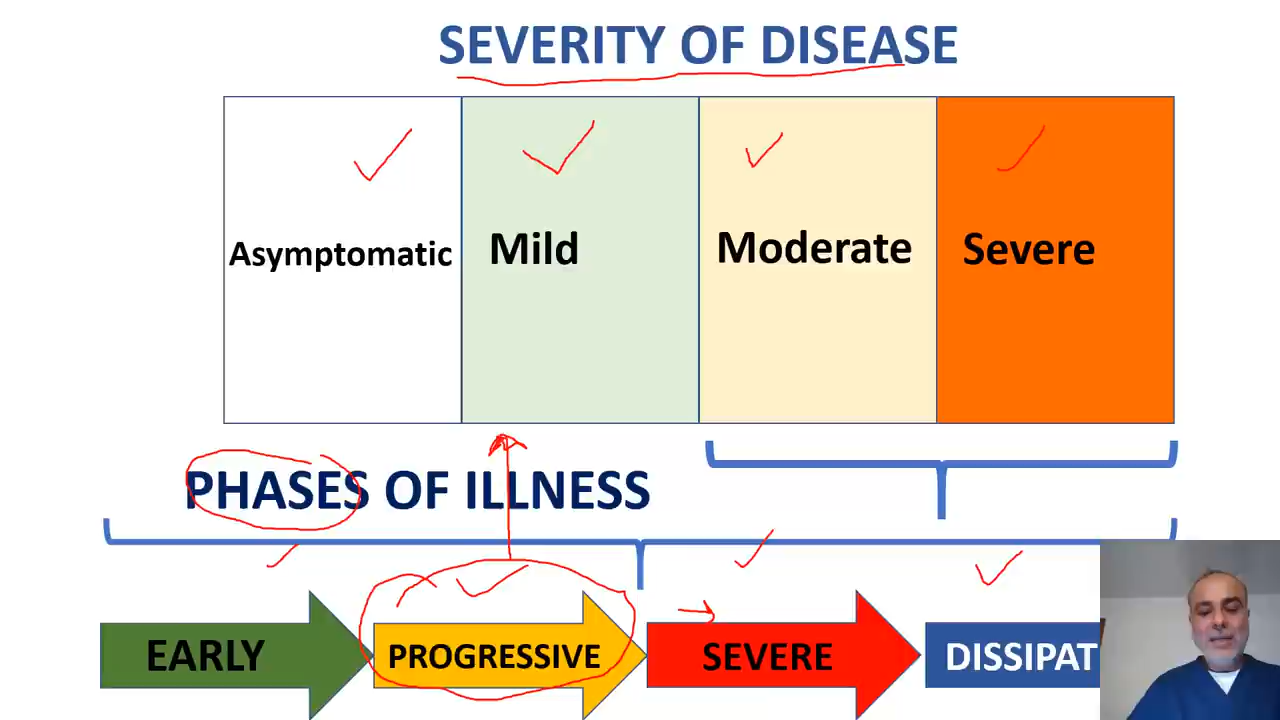 SEVERITY OF DISEASE
Asymptomatic Mild Moderate Severe
PHASES OF ILLNESS
EARLY PROGRESSIVE SEVERE DISSIPAT